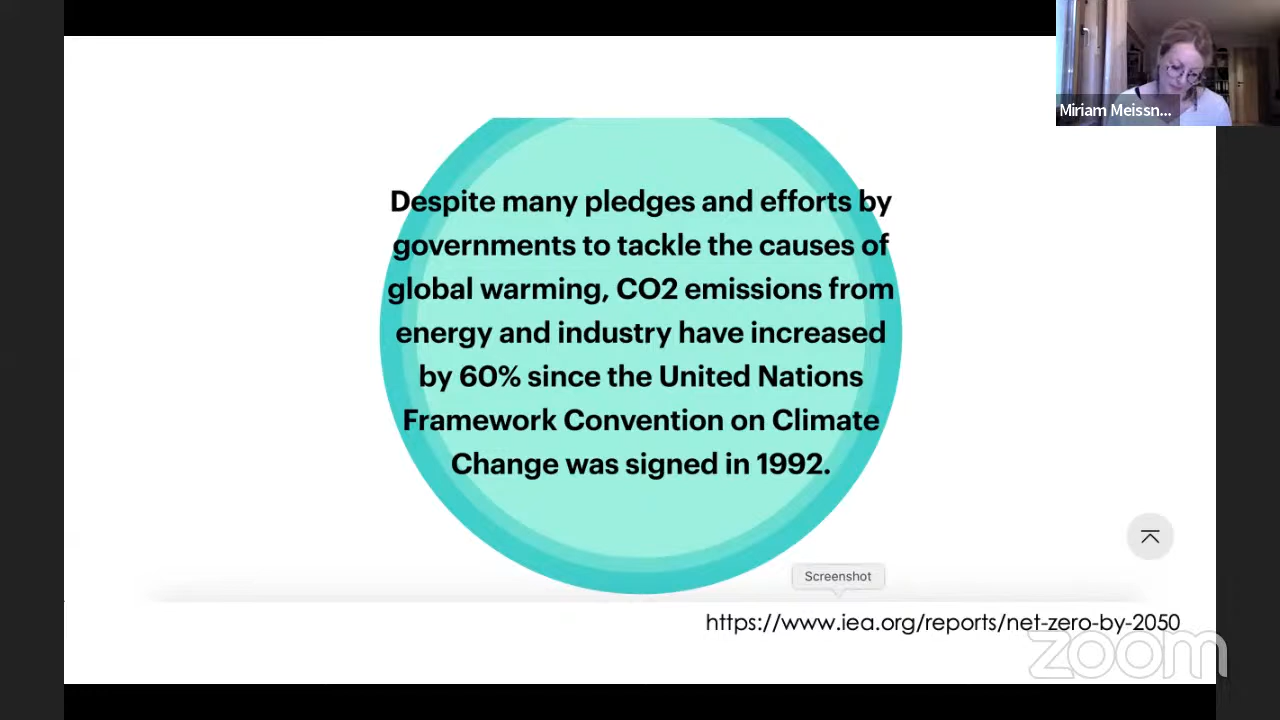 Miriam Meissn...
Despite many pledges and efforts by
governments to tackle the causes of
global warming, CO2 emissions from
energy and industry have increased
by 60% since the United Nations
Framework Convention on Climate
Change was signed in 1992.
Screenshot
https://www.iea.org/reports/net-zero-by-2050
zoom